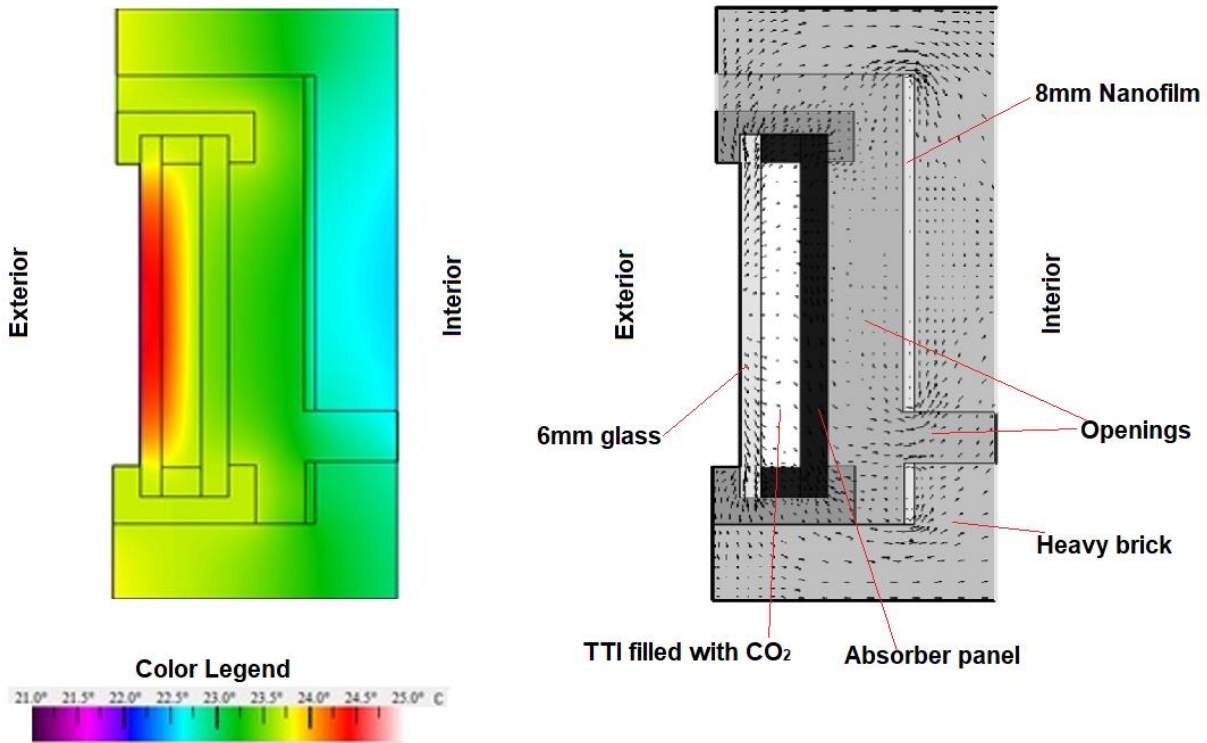 Exterior
Interior
Color Legend
21.0° 21.5° 22.0° 22.5° 23.0° 23.5° 24.0° 24.5° 25.0° C
8mm Nanofilm
Exterior
Interior
6mm glass
Openings
Heavy brick
TTI filled with CO₂
Absorber panel